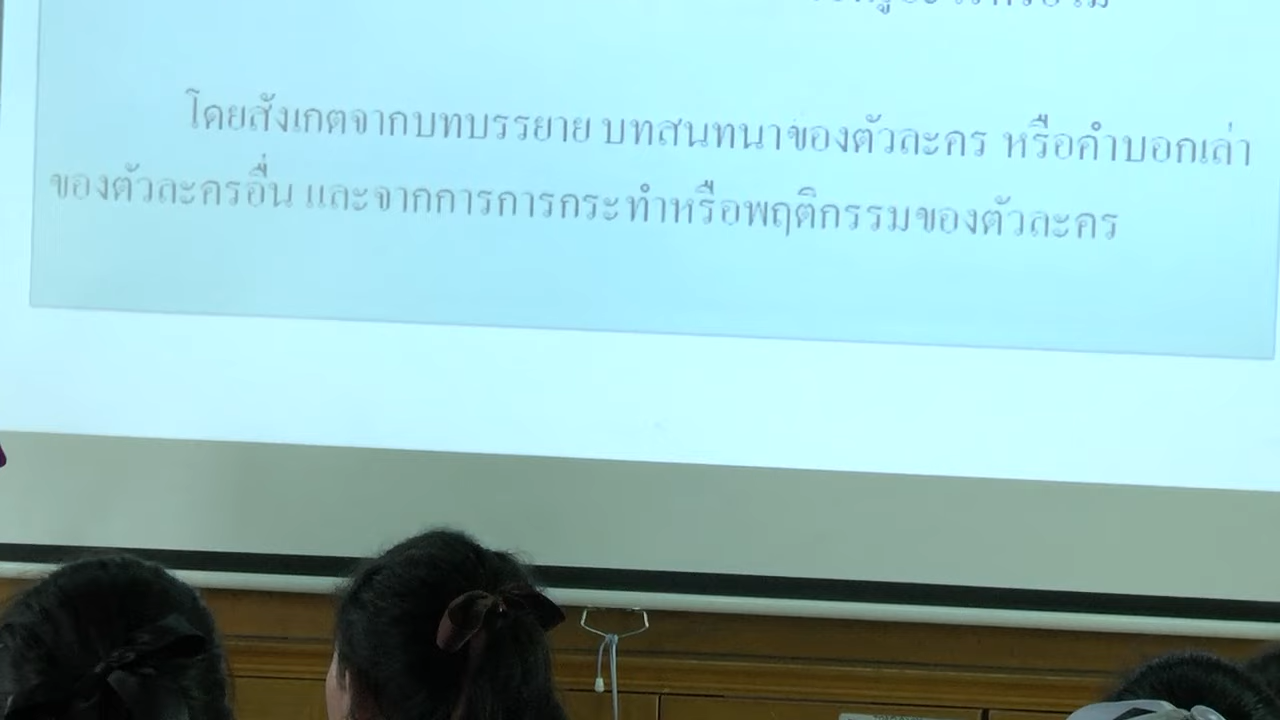 โดยสังเกตจากบทบรรยาย บทสนทนาของตัวละคร หรือคำบอกเล่า
ของตัวละครอื่น และจากการการกระทำหรือพฤติกรรมของตัวละคร